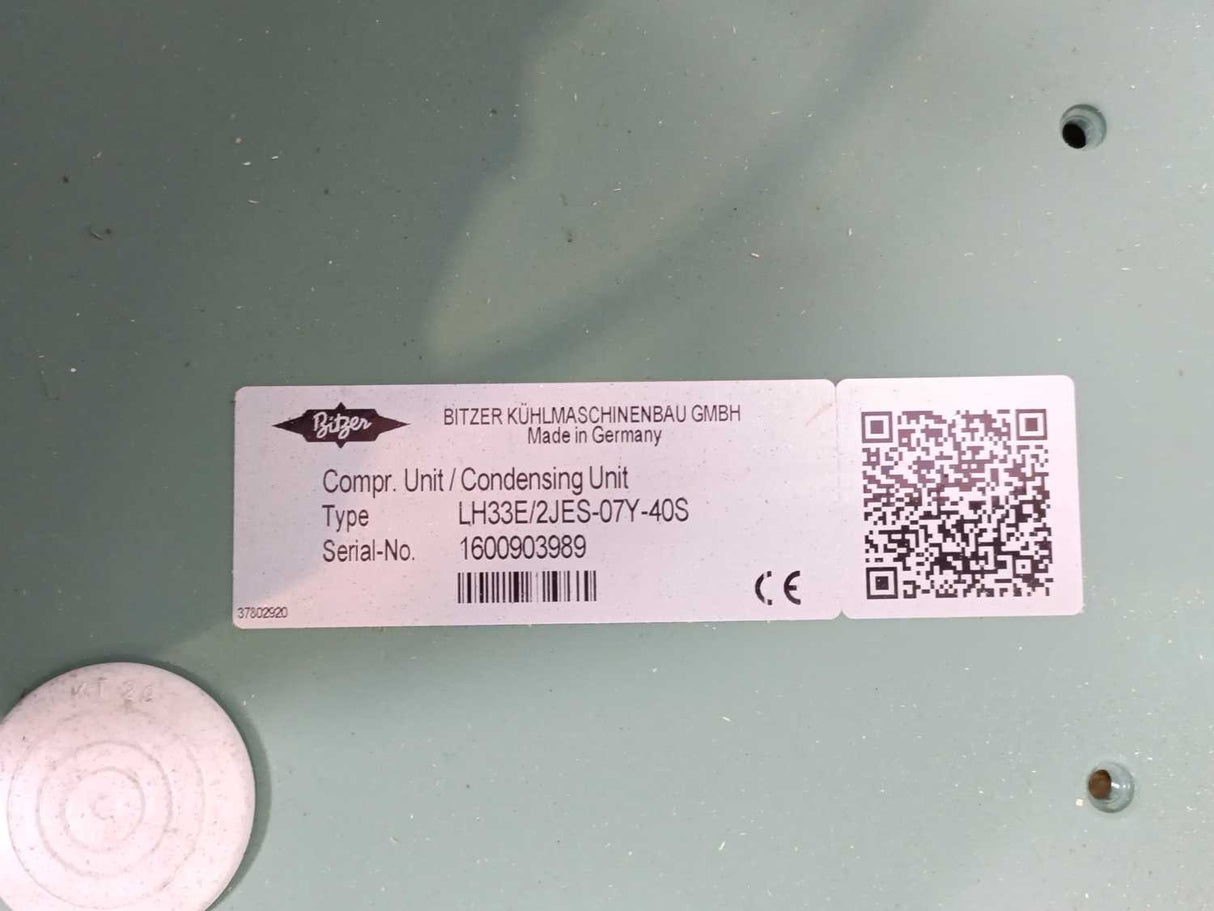 Bitzer
BITZER KÜHLMASCHINENBAU GMBH
Made in Germany
Compr. Unit / Condensing Unit
Type LH33E/2JES-07Y-40S
Serial-No. 1600903989
CE
37802920